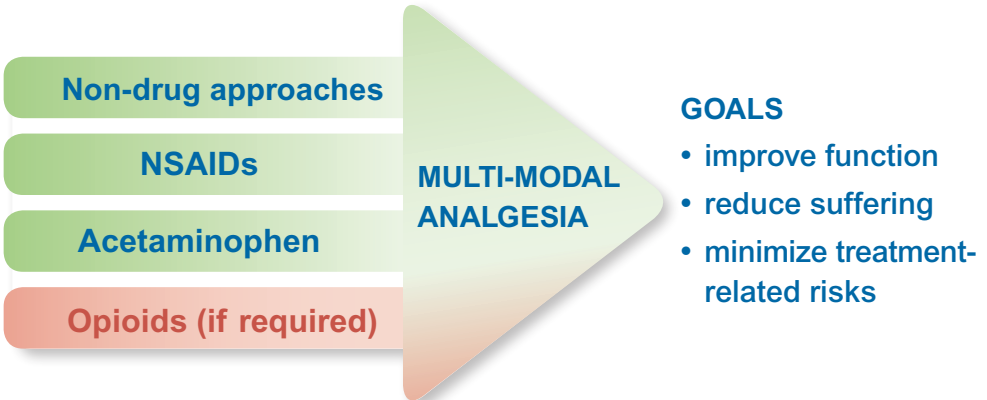 Non-drug approaches
NSAIDs
Acetaminophen
Opioids (if required)
MULTI-MODAL
ANALGESIA
GOALS
• improve function
• reduce suffering
• minimize treatment-
related risks